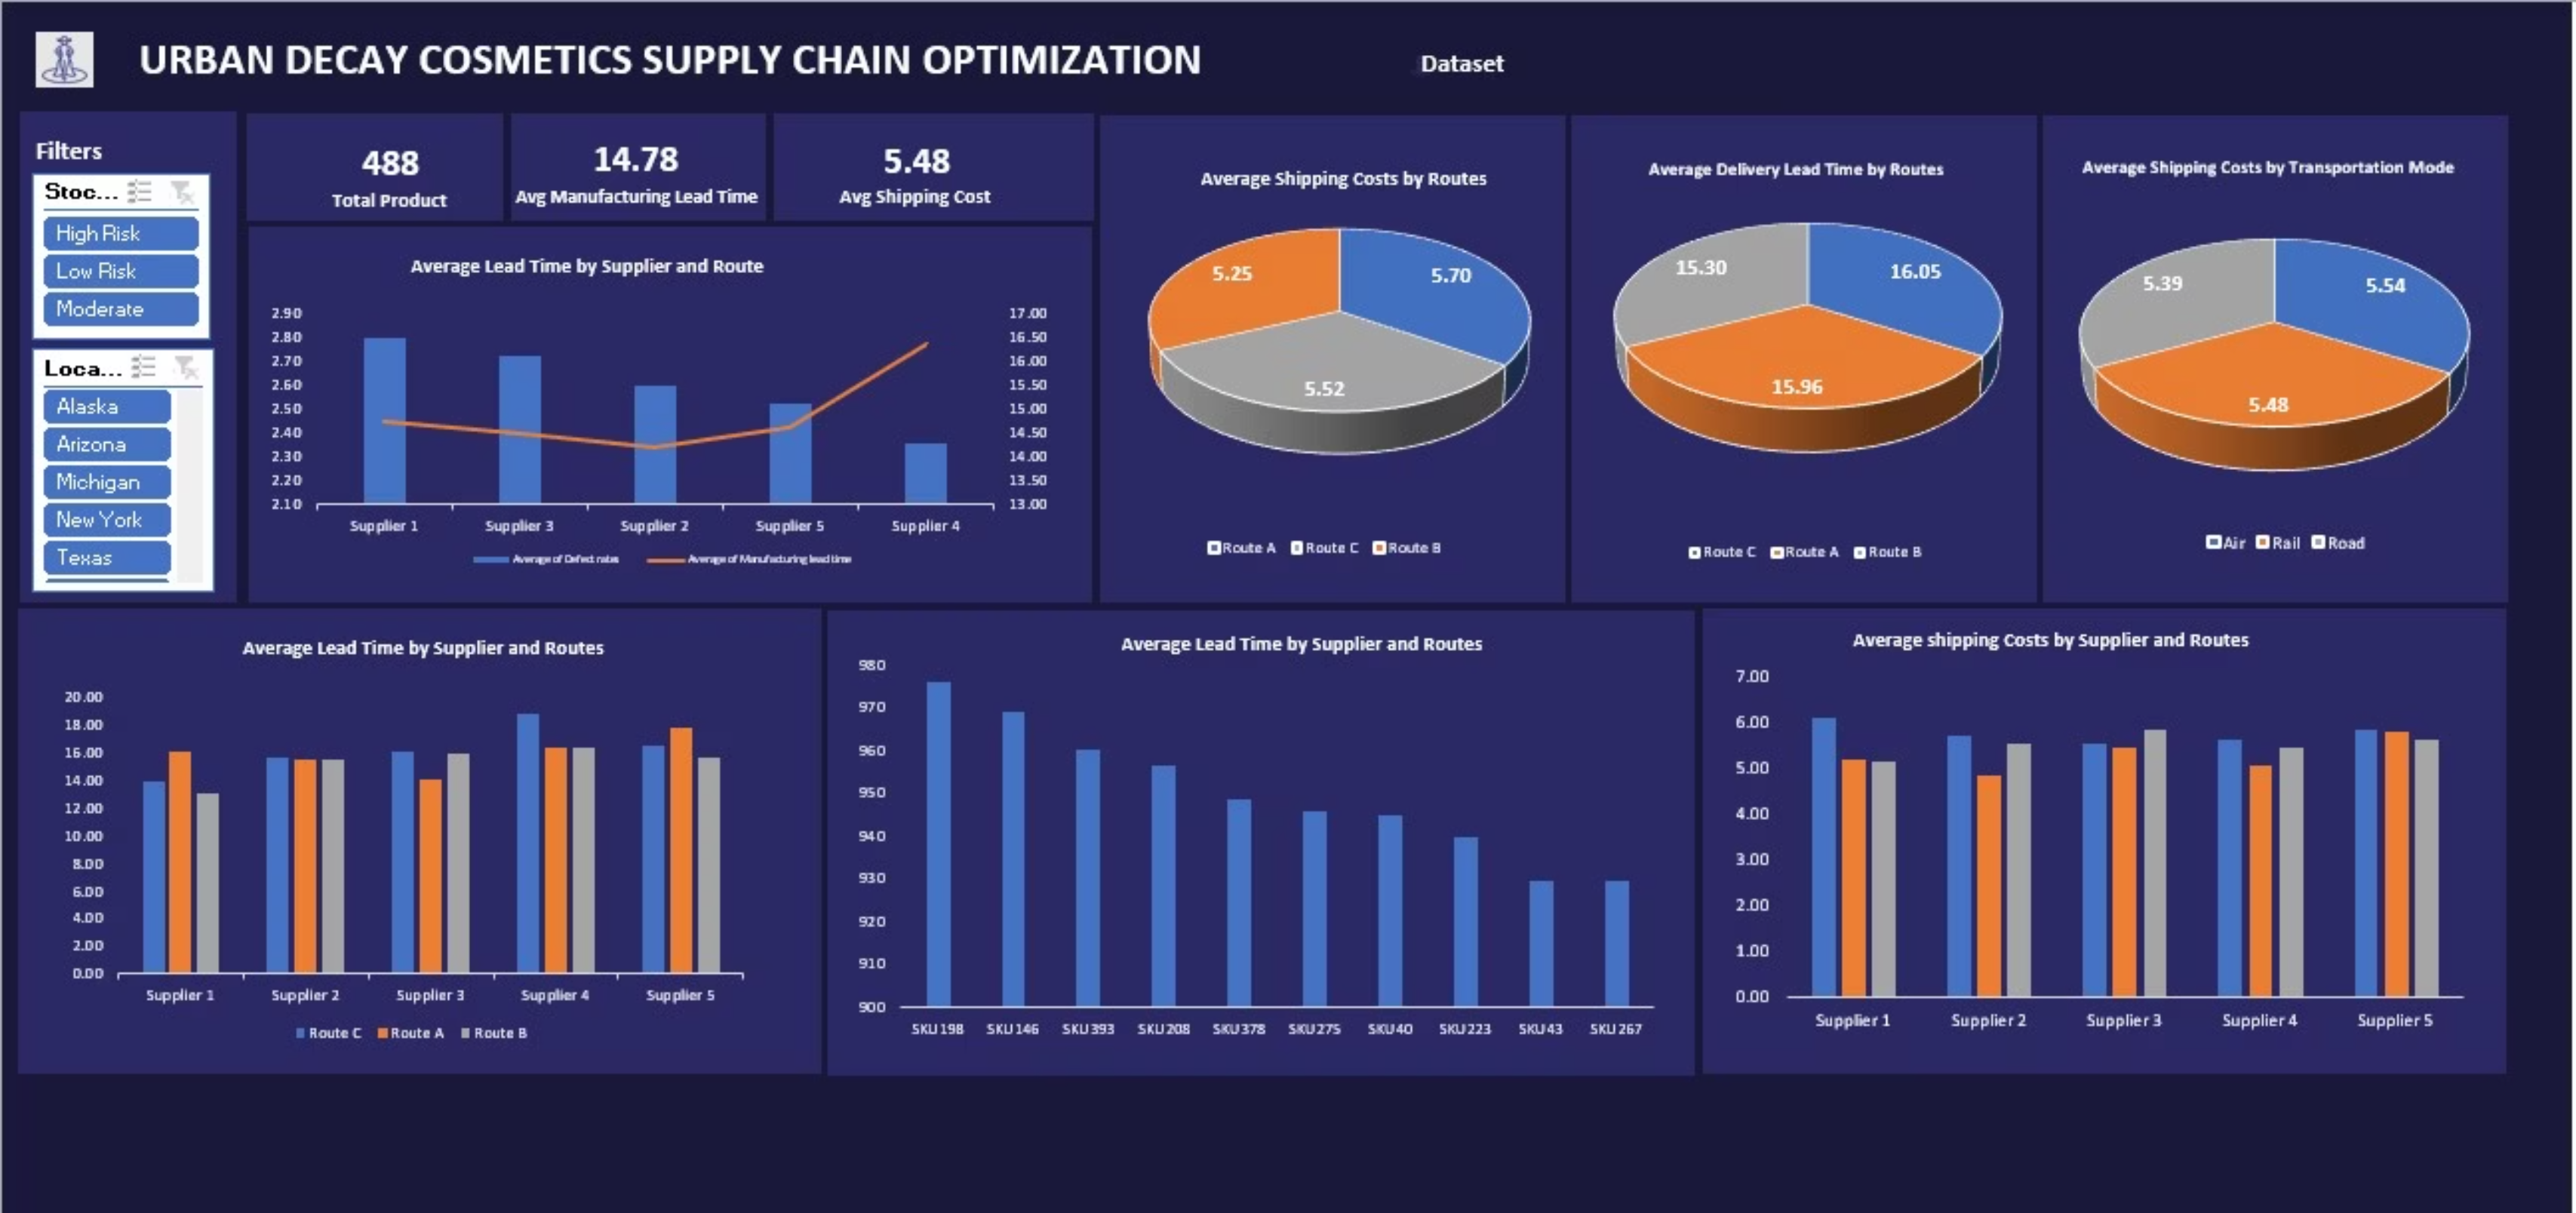 URBAN DECAY COSMETICS SUPPLY CHAIN OPTIMIZATION
Dataset
Filters
Stoc...
High Risk
Low Risk
Moderate
Loca...
Alaska
Arizona
Michigan
New York
Texas
488
Total Product
14.78
Avg Manufacturing Lead Time
5.48
Avg Shipping Cost
Average Lead Time by Supplier and Route
2.90
2.80
2.70
2.60
2.50
2.40
2.30
2.20
2.10
17.00
16.50
16.00
15.50
15.00
14.50
14.00
13.50
13.00
Supplier 1 Supplier 3 Supplier 2 Supplier 5 Supplier 4
Average of Defect rates Average of Manufacturing lead time
Average Shipping Costs by Routes
5.25
5.70
5.52
Route A Route C Route B
Average Delivery Lead Time by Routes
15.30
16.05
15.96
Route C Route A Route B
Average Shipping Costs by Transportation Mode
5.39
5.54
5.48
Air Rail Road
Average Lead Time by Supplier and Routes
20.00
18.00
16.00
14.00
12.00
10.00
8.00
6.00
4.00
2.00
0.00
Supplier 1 Supplier 2 Supplier 3 Supplier 4 Supplier 5
Route C Route A Route B
Average Lead Time by Supplier and Routes
980
970
960
950
940
930
920
910
900
SKU198 SKU146 SKU393 SKU208 SKU378 SKU275 SKU40 SKU223 SKU43 SKU267
Average shipping Costs by Supplier and Routes
7.00
6.00
5.00
4.00
3.00
2.00
1.00
0.00
Supplier 1 Supplier 2 Supplier 3 Supplier 4 Supplier 5